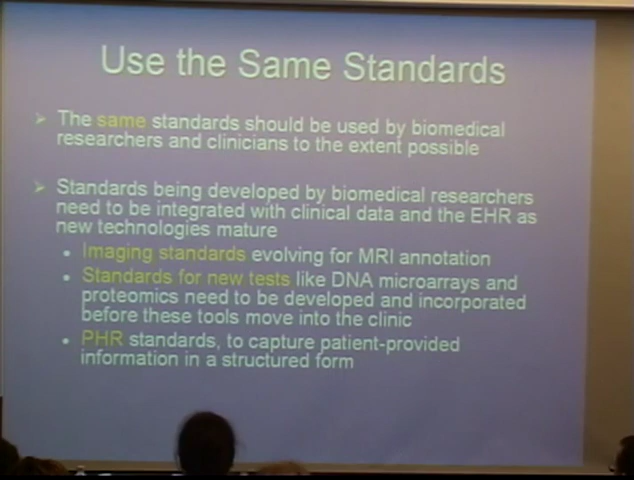 Use the Same Standards
The same standards should be used by biomedical
researchers and clinicians to the extent possible
Standards being developed by biomedical researchers
need to be integrated with clinical data and the EHR as
new technologies mature
Imaging standards evolving for MRI annotation
Standards for new tests like DNA microarrays and
proteomics need to be developed and incorporated
before these tools move into the clinic
PHR standards, to capture patient-provided
information in a structured form